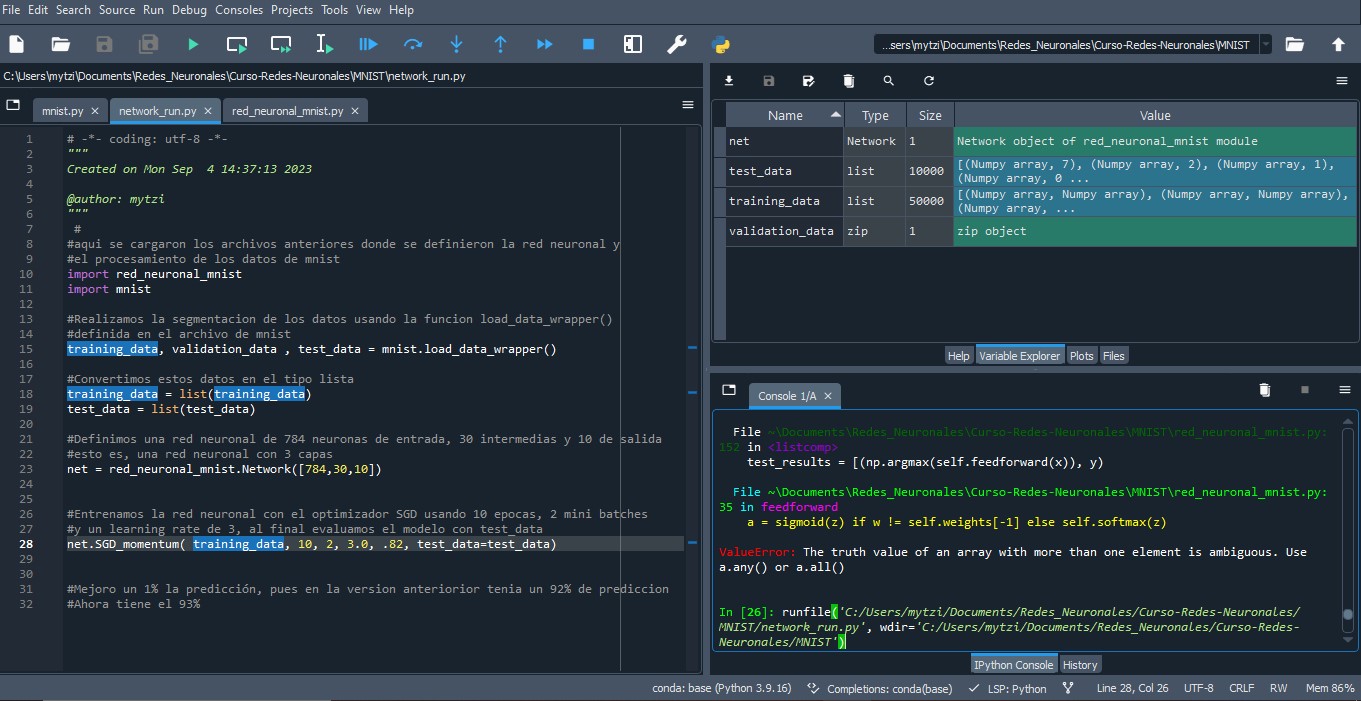 File Edit Search Source Run Debug Consoles Projects Tools View Help
...sers\mytzi\Documents\Redes_Neuronales\Curso-Redes-Neuronales\MNIST
C:\Users\mytzi\Documents\Redes_Neuronales\Curso-Redes-Neuronales\MNIST\network_run.py
mnist.py network_run.py red_neuronal_mnist.py
1 # -*- coding: utf-8 -*-
2 """
3 Created on Mon Sep  4 14:37:13 2023
4
5 @author: mytzi
6 """
7  #
8 #aqui se cargaron los archivos anteriores donde se definieron la red neuronal y
9 #el procesamiento de los datos de mnist
10 import red_neuronal_mnist
11 import mnist
12
13 #Realizamos la segmentacion de los datos usando la funcion load_data_wrapper()
14 #definida en el archivo de mnist
15 training_data, validation_data , test_data = mnist.load_data_wrapper()
16
17 #Convertimos estos datos en el tipo lista
18 training_data = list(training_data)
19 test_data = list(test_data)
20
21 #Definimos una red neuronal de 784 neuronas de entrada, 30 intermedias y 10 de salida
22 #esto es, una red neuronal con 3 capas
23 net = red_neuronal_mnist.Network([784,30,10])
24
25
26 #Entrenamos la red neuronal con el optimizador SGD usando 10 epocas, 2 mini batches
27 #y un learning rate de 3, al final evaluamos el modelo con test_data
28 net.SGD_momentum( training_data, 10, 2, 3.0, .82, test_data=test_data)
29
30
31 #Mejoro un 1% la predicción, pues en la version anteriorior tenia un 92% de prediccion
32 #Ahora tiene el 93%
Name Type Size Value
net Network 1 Network object of red_neuronal_mnist module
test_data list 10000 [(Numpy array, 7), (Numpy array, 2), (Numpy array, 1),
(Numpy array, 0 ...
training_data list 50000 [(Numpy array, Numpy array), (Numpy array, Numpy array),
(Numpy array, ...
validation_data zip 1 zip object
Help Variable Explorer Plots Files
Console 1/A
File ~\Documents\Redes_Neuronales\Curso-Redes-Neuronales\MNIST\red_neuronal_mnist.py:
152 in <listcomp>
test_results = [(np.argmax(self.feedforward(x)), y)
File ~\Documents\Redes_Neuronales\Curso-Redes-Neuronales\MNIST\red_neuronal_mnist.py:
35 in feedforward
a = sigmoid(z) if w != self.weights[-1] else self.softmax(z)
ValueError: The truth value of an array with more than one element is ambiguous. Use
a.any() or a.all()
In [26]: runfile('C:/Users/mytzi/Documents/Redes_Neuronales/Curso-Redes-Neuronales/
MNIST/network_run.py', wdir='C:/Users/mytzi/Documents/Redes_Neuronales/Curso-Redes-
Neuronales/MNIST')
IPython Console History
conda: base (Python 3.9.16) Completions: conda(base) LSP: Python Line 28, Col 26 UTF-8 CRLF RW Mem 86%